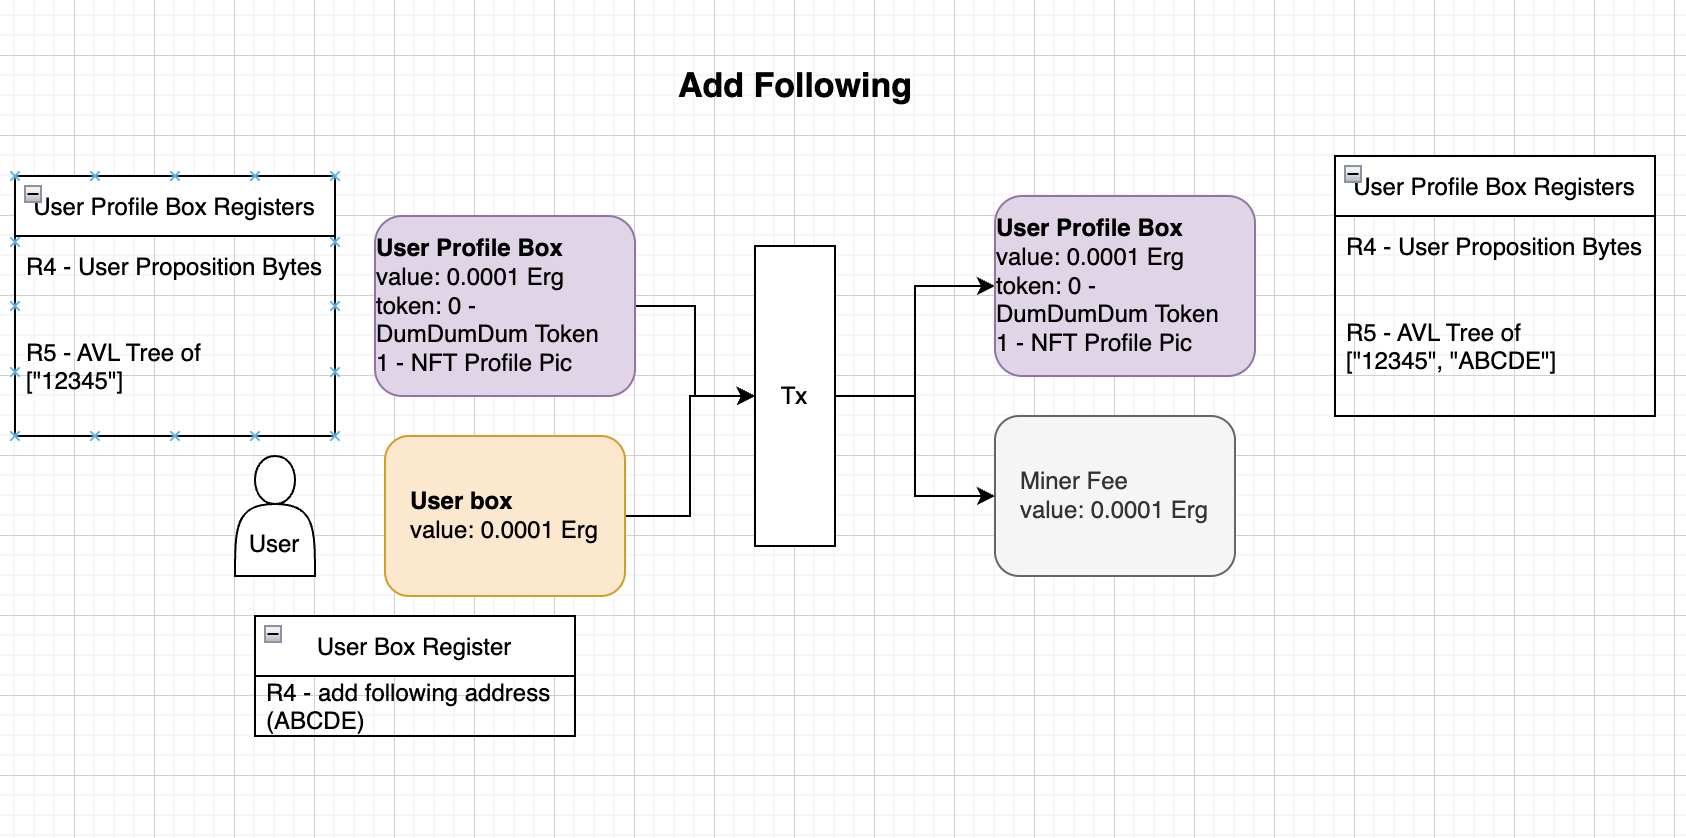 Add Following
User Profile Box Registers
R4 - User Proposition Bytes
R5 - AVL Tree of
["12345"]
User Profile Box
value: 0.0001 Erg
token: 0 -
DumDumDum Token
1 - NFT Profile Pic
User
User box
value: 0.0001 Erg
User Box Register
R4 - add following address
(ABCDE)
Tx
User Profile Box
value: 0.0001 Erg
token: 0 -
DumDumDum Token
1 - NFT Profile Pic
Miner Fee
value: 0.0001 Erg
User Profile Box Registers
R4 - User Proposition Bytes
R5 - AVL Tree of
["12345", "ABCDE"]